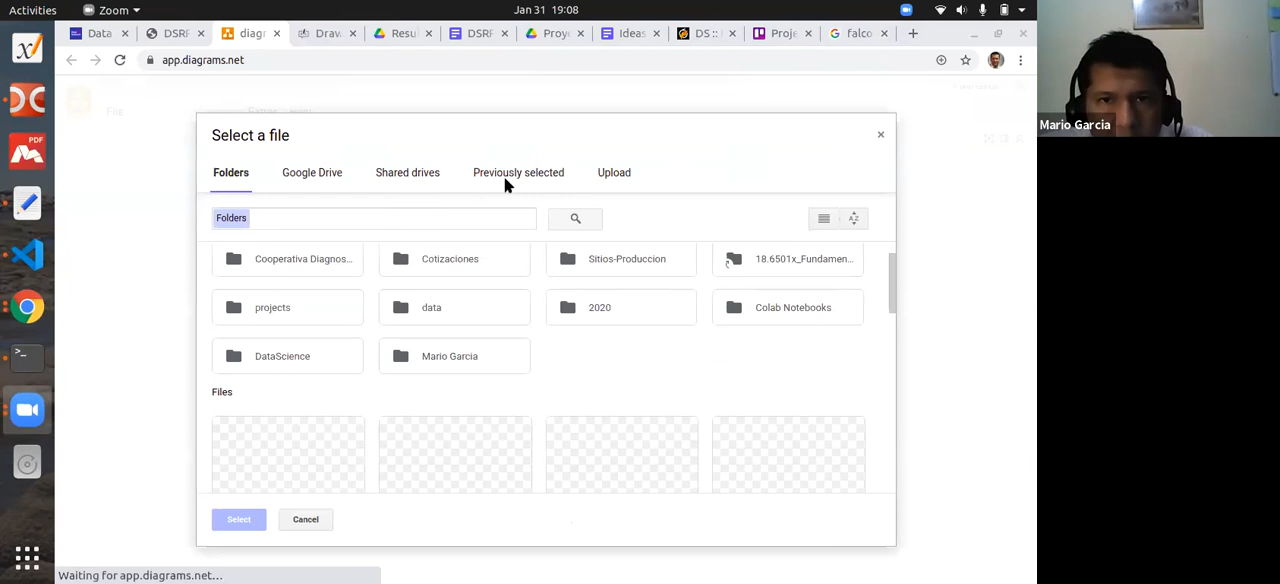 Activities
Zoom
Jan 31 19:08
Data
DSRF
diagr
Draw
Resu
DSRF
Proy
Ideas
DS ::
Proje
falco
app.diagrams.net
Mario Garcia
File
Select a file
Folders
Google Drive
Shared drives
Previously selected
Upload
Folders
Cooperativa Diagnos...
Cotizaciones
Sitios-Produccion
18.6501x_Fundamen...
projects
data
2020
Colab Notebooks
DataScience
Mario Garcia
Files
Select
Cancel
Waiting for app.diagrams.net...
PDF